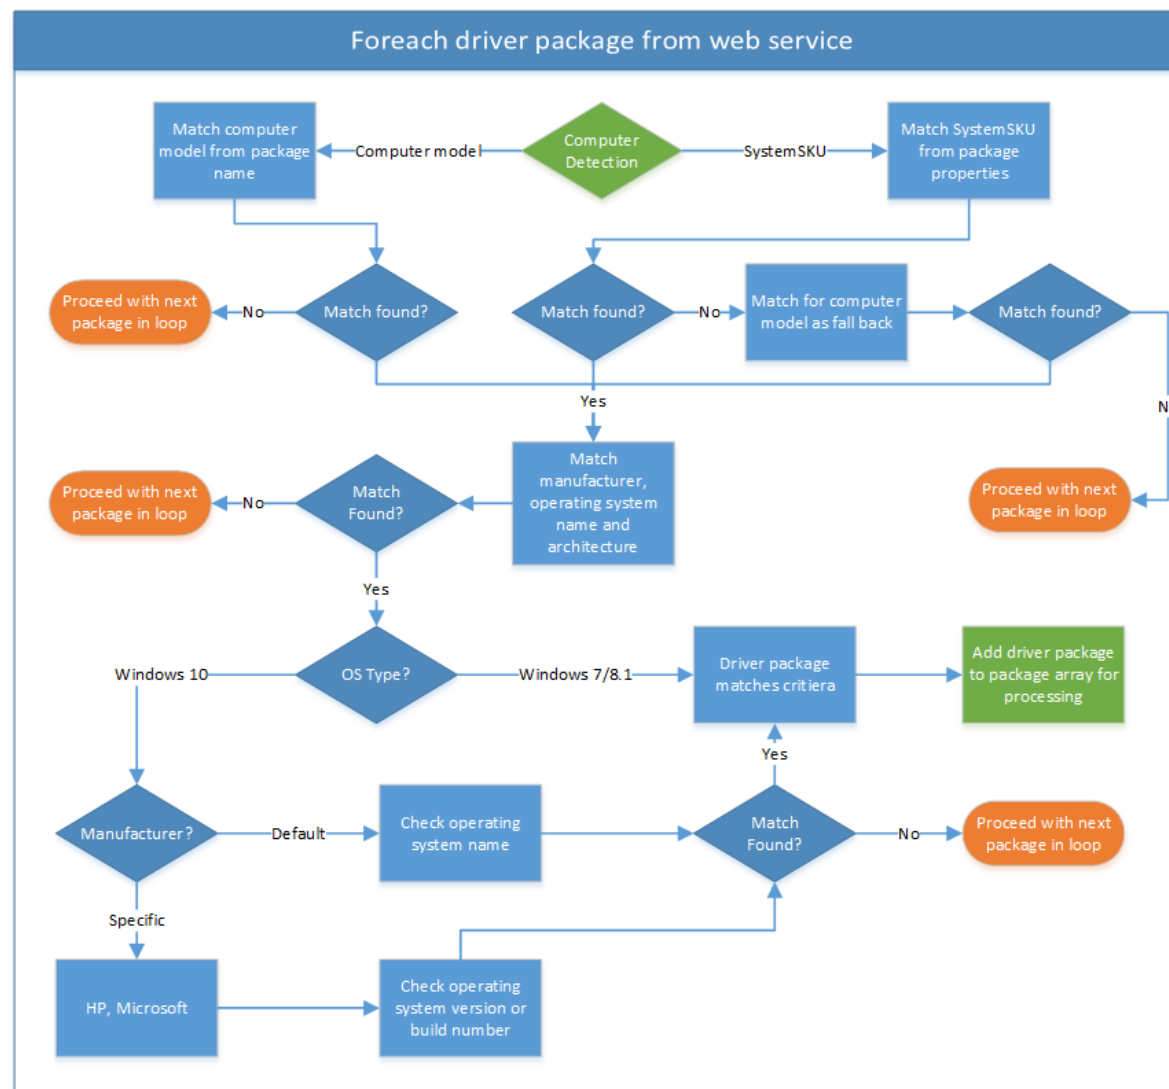 Foreach driver package from web service
Match computer
model from package
name
Computer model
Computer
Detection
SystemSKU
Match SystemSKU
from package
properties
Proceed with next
package in loop
No
Match found?
Match found?
No
Match for computer
model as fall back
Match found?
Yes
N
Proceed with next
package in loop
No
Match
Found?
Match
manufacturer,
operating system
name and
architecture
Proceed with next
package in loop
Yes
Windows 10
OS Type?
Windows 7/8.1
Driver package
matches critiera
Add driver package
to package array for
processing
Yes
Manufacturer?
Default
Check operating
system name
Match
Found?
No
Proceed with next
package in loop
Specific
HP, Microsoft
Check operating
system version or
build number